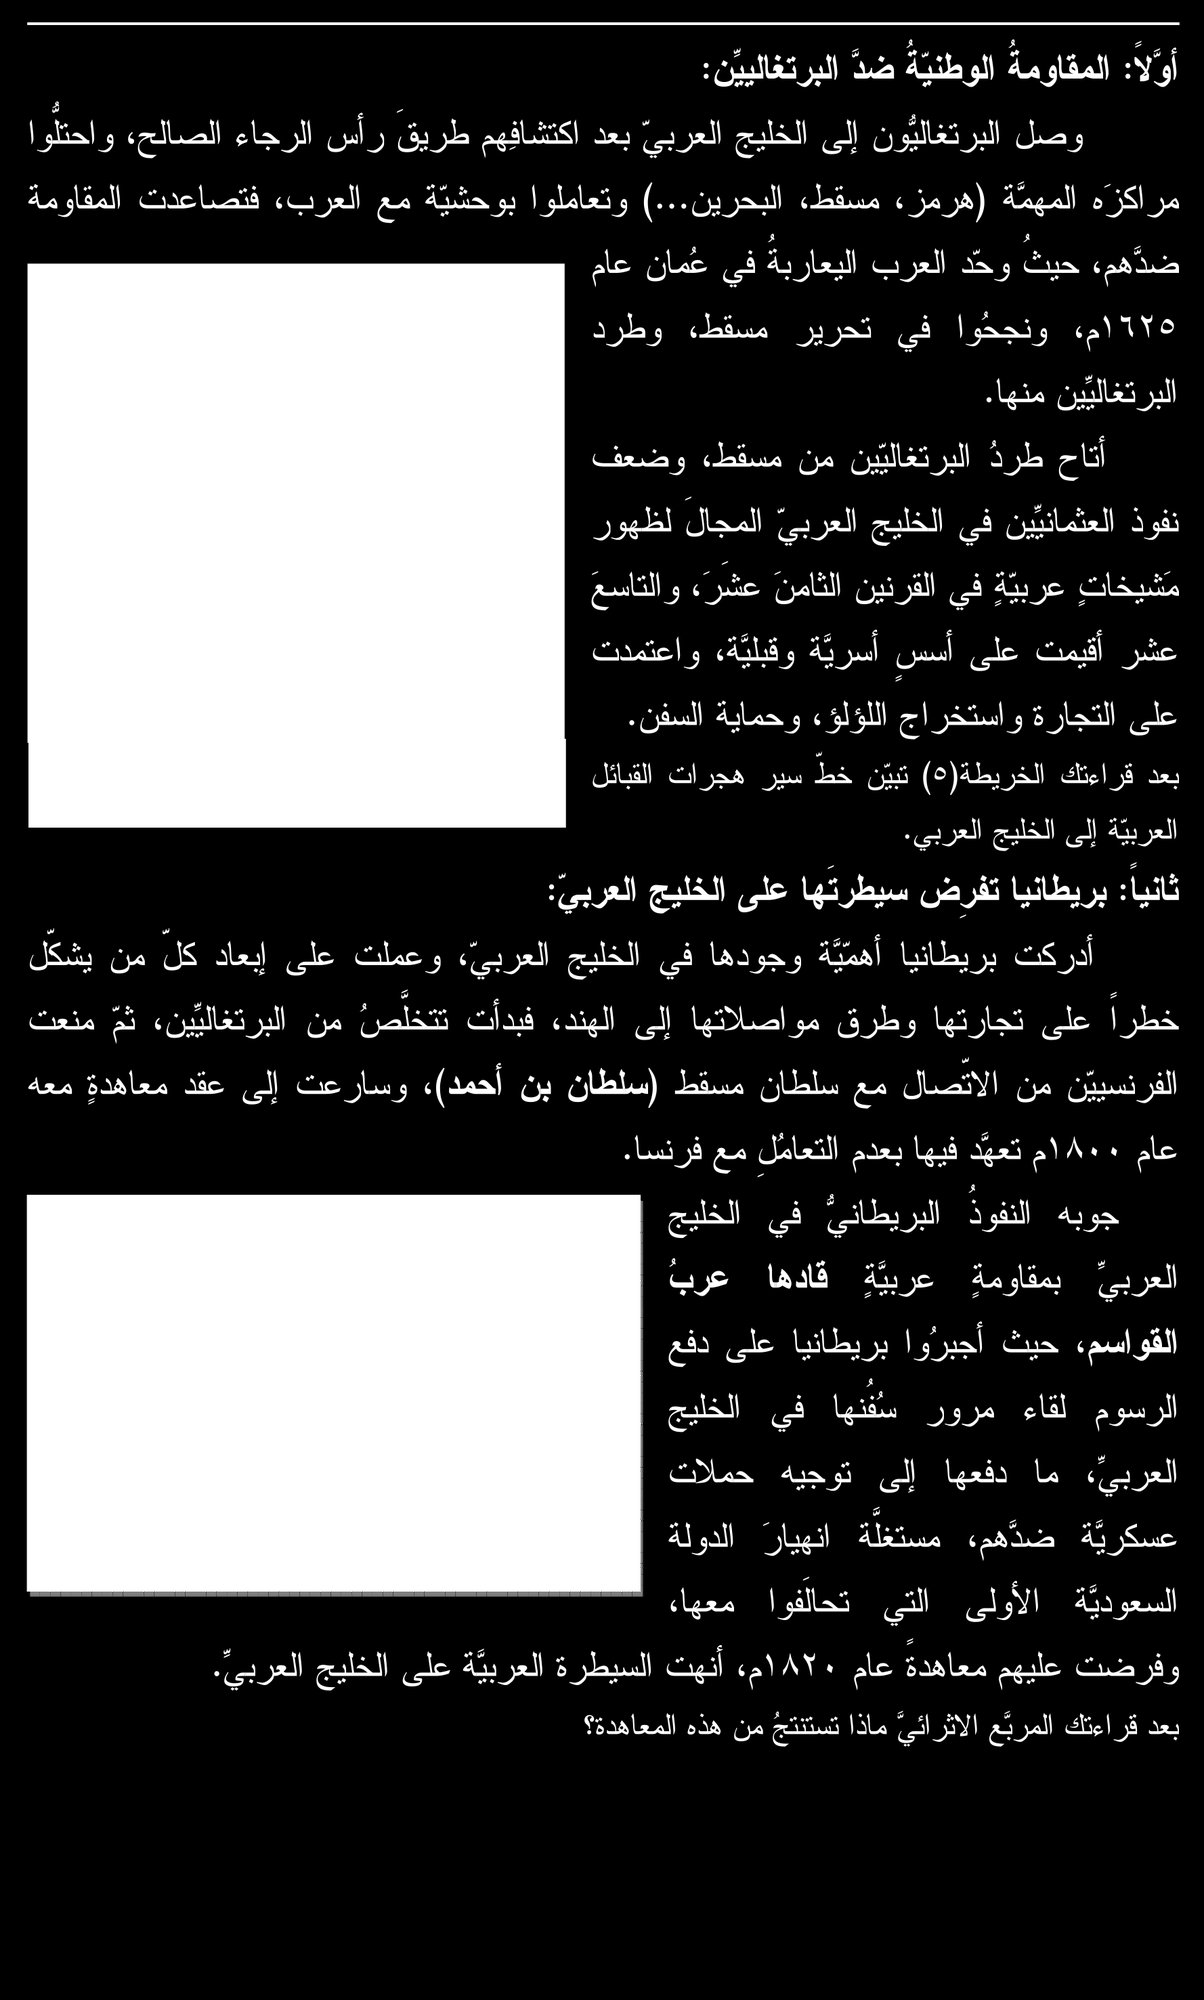 أوَّلاً: المقاومةُ الوطنيّةُ ضدَّ البرتغالييِّن:
وصل البرتغاليُّون إلى الخليج العربيّ بعد اكتشافِهم طريقَ رأس الرجاء الصالح، واحتلُّوا
مراكزَه المهمَّة (هرمز، مسقط، البحرين...) وتعاملوا بوحشيّة مع العرب، فتصاعدت المقاومة
ضدَّهم، حيثُ وحّد العرب اليعاربةُ في عُمان عام
١٦٢٥م، ونجحُوا في تحرير مسقط، وطرد
البرتغاليِّين منها.
أتاح طردُ البرتغاليّين من مسقط، وضعف
نفوذ العثمانيِّين في الخليج العربيّ المجالَ لظهور
مَشيخاتٍ عربيّةٍ في القرنين الثامنَ عشَرَ، والتاسعَ
عشر أقيمت على أسسٍ أسريَّة وقبليَّة، واعتمدت
على التجارة واستخراج اللؤلؤ، وحماية السفن.
بعد قراءتك الخريطة(٥) تبيّن خطّ سير هجرات القبائل
العربيّة إلى الخليج العربي.
ثانياً: بريطانيا تفرِض سيطرتَها على الخليج العربيّ:
أدركت بريطانيا أهمّيَّة وجودها في الخليج العربيّ، وعملت على إبعاد كلّ من يشكّل
خطراً على تجارتها وطرق مواصلاتها إلى الهند، فبدأت تتخلَّصُ من البرتغاليِّين، ثمّ منعت
الفرنسييّن من الاتّصال مع سلطان مسقط (سلطان بن أحمد)، وسارعت إلى عقد معاهدةٍ معه
عام ١٨٠٠م تعهَّد فيها بعدم التعامُلِ مع فرنسا.
جوبه النفوذُ البريطانيُّ في الخليج
العربيِّ بمقاومةٍ عربيَّةٍ قادها عربُ
القواسم، حيث أجبرُوا بريطانيا على دفع
الرسوم لقاء مرور سُفُنها في الخليج
العربيِّ، ما دفعها إلى توجيه حملات
عسكريَّة ضدَّهم، مستغلَّة انهيارَ الدولة
السعوديَّة الأولى التي تحالَفوا معها،
وفرضت عليهم معاهدةً عام ١٨٢٠م، أنهت السيطرة العربيَّة على الخليج العربيِّ.
بعد قراءتك المربَّع الاثرائيَّ ماذا تستنتجُ من هذه المعاهدة؟